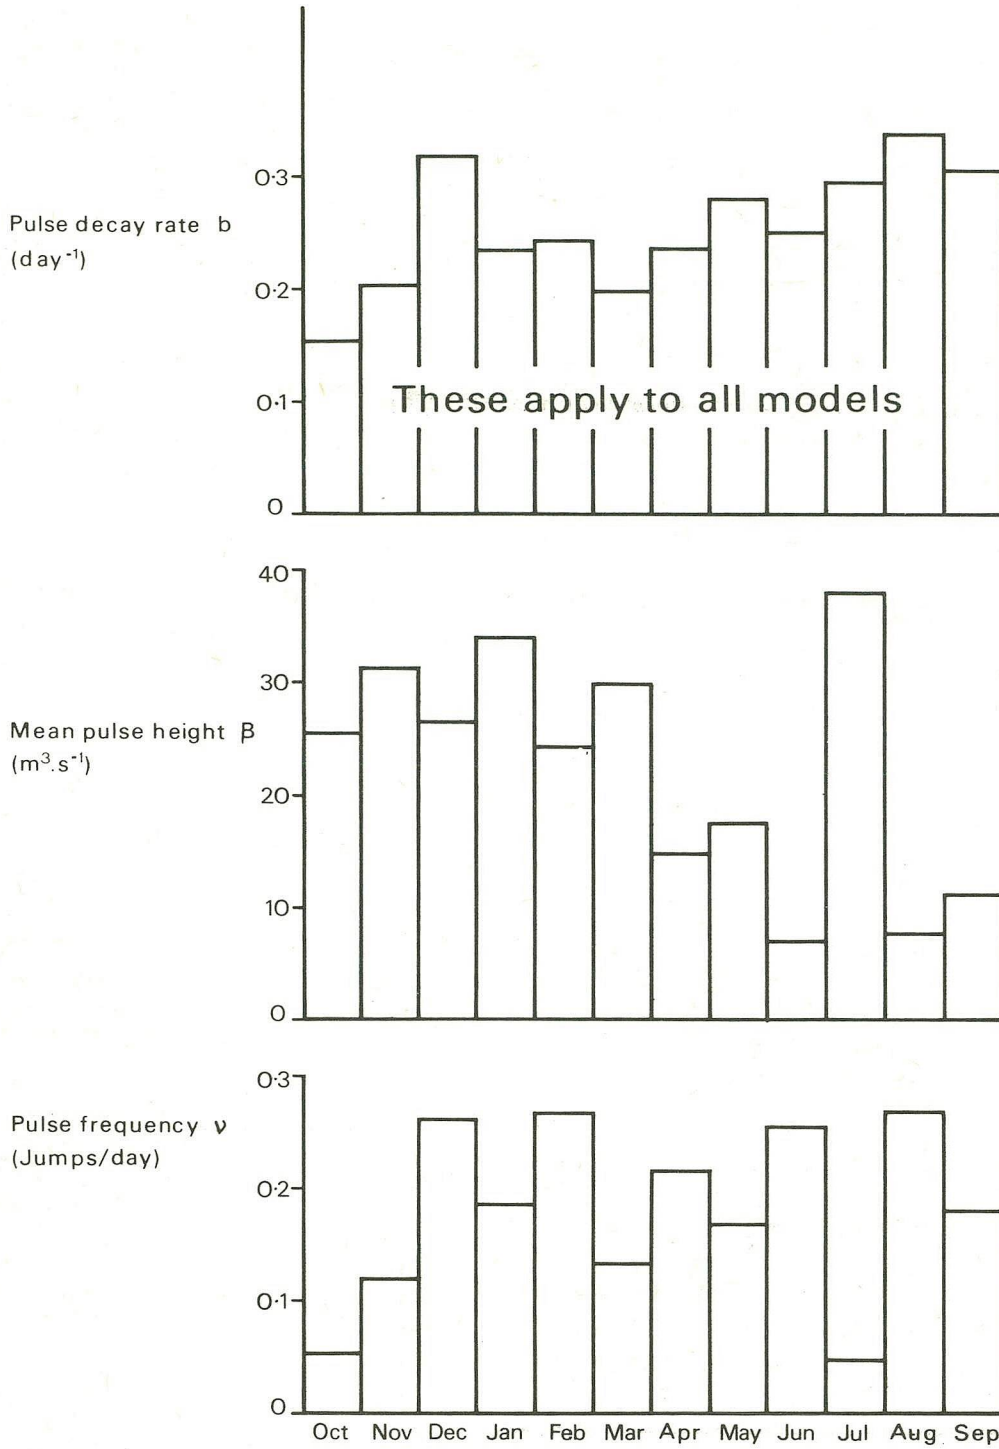 0·3
Pulse decay rate b
(day⁻¹)
0·2
0·1
These apply to all models
0
40
30
Mean pulse height β
(m³.s⁻¹)
20
10
0
0·3
Pulse frequency ν
(Jumps/day)
0·2
0·1
0
Oct Nov Dec Jan Feb Mar Apr May Jun Jul Aug Sep